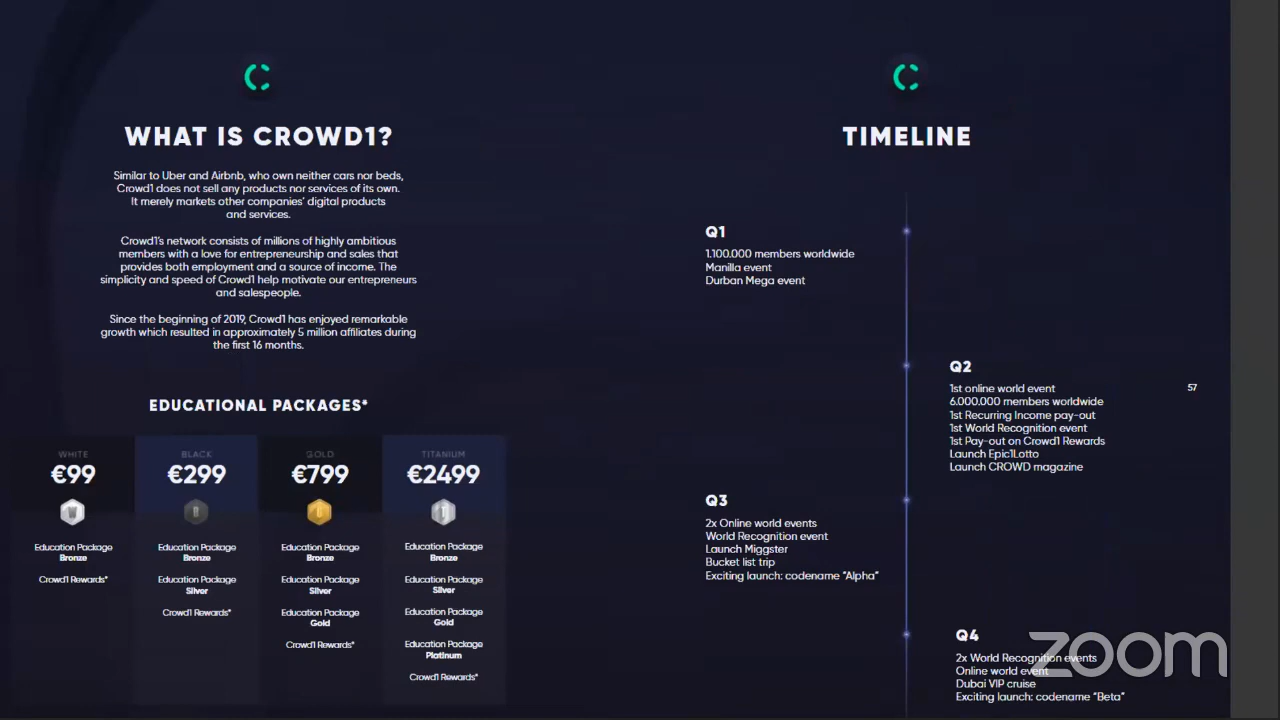 WHAT IS CROWD1?
Similar to Uber and Airbnb, who own neither cars nor beds,
Crowd1 does not sell any products nor services of its own.
It merely markets other companies' digital products
and services.
Crowd1's network consists of millions of highly ambitious
members with a love for entrepreneurship and sales that
provides both employment and a source of income. The
simplicity and speed of Crowd1 help motivate our entrepreneurs
and salespeople.
Since the beginning of 2019, Crowd1 has enjoyed remarkable
growth which resulted in approximately 5 million affiliates during
the first 16 months.
EDUCATIONAL PACKAGES*
WHITE
€99
Education Package
Bronze
Crowd1 Rewards*
BLACK
€299
Education Package
Bronze
Education Package
Silver
Crowd1 Rewards*
GOLD
€799
Education Package
Bronze
Education Package
Silver
Education Package
Gold
Crowd1 Rewards*
TITANIUM
€2499
Education Package
Bronze
Education Package
Silver
Education Package
Gold
Education Package
Platinum
Crowd1 Rewards*
TIMELINE
Q1
1.100.000 members worldwide
Manilla event
Durban Mega event
Q2
1st online world event
6.000.000 members worldwide
1st Recurring Income pay-out
1st World Recognition event
1st Pay-out on Crowd1 Rewards
Launch Epic1Lotto
Launch CROWD magazine
57
Q3
2x Online world events
World Recognition event
Launch Miggster
Bucket list trip
Exciting launch: codename "Alpha"
Q4
2x World Recognition events
Online world event
Dubai VIP cruise
Exciting launch: codename "Beta"
zoom